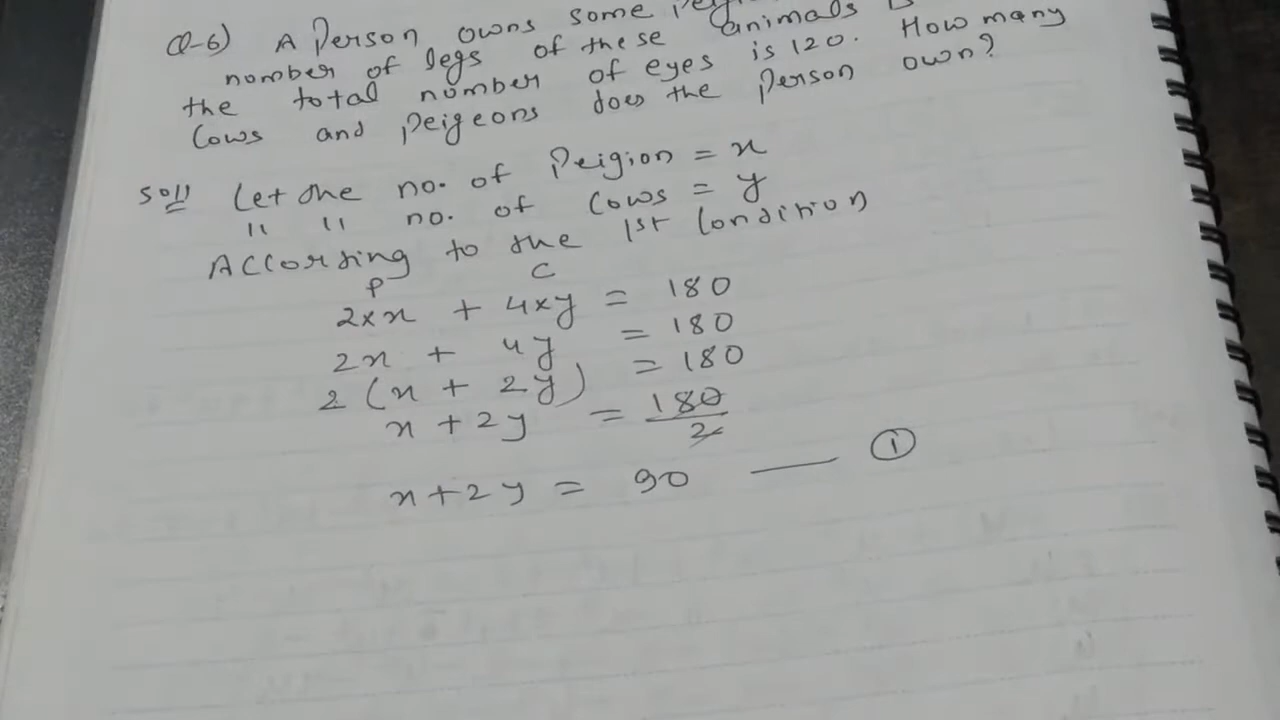 Q-6) A Person owns some
number of legs of these animals
the total number of eyes is 120. How many
Cows and Peigeons does the Person own?
Soll Let the no. of Peigion = x
" " no. of Cows = y
According to the 1st Condition
P C
2×x + 4×y = 180
2x + 4y = 180
2 (x + 2y) = 180
x + 2y = 180/2
x + 2y = 90 — ①